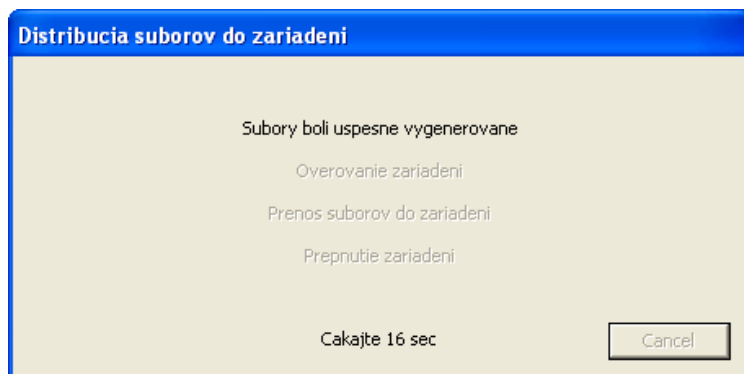 Distribucia suborov do zariadeni
Subory boli uspesne vygenerovane
Overovanie zariadeni
Prenos suborov do zariadeni
Prepnutie zariadeni
Cakajte 16 sec
Cancel